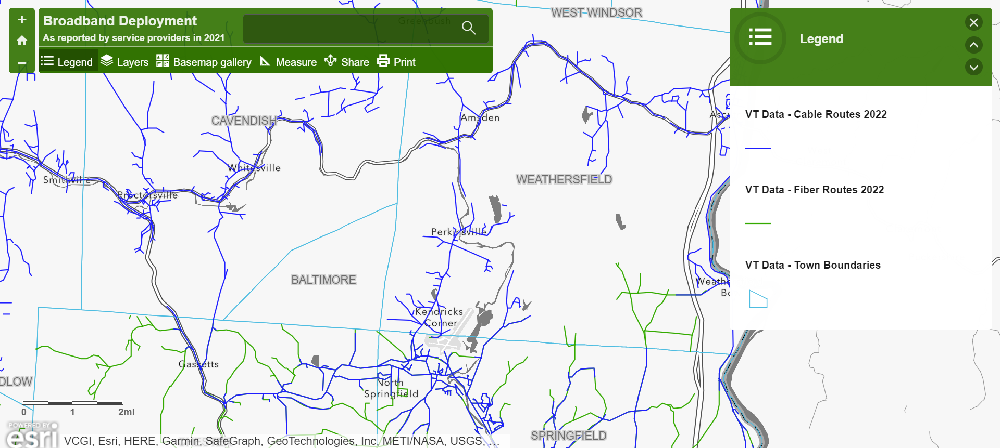 Broadband Deployment
As reported by service providers in 2021
Legend
Layers
Basemap gallery
Measure
Share
Print
Legend
VT Data - Cable Routes 2022
VT Data - Fiber Routes 2022
VT Data - Town Boundaries
Greenbush
WEST WINDSOR
CAVENDISH
Amsden
Ascu
Whitesville
Smithville
WEATHERSFIELD
Proctorsville
Perkinsville
BALTIMORE
Weathe
Bo
Kendricks
Corner
Gassetts
DLOW
North
Springfield
SPRINGFIELD
0 1 2mi
POWERED BY
esri
VCGI, Esri, HERE, Garmin, SafeGraph, GeoTechnologies, Inc, METI/NASA, USGS, ...